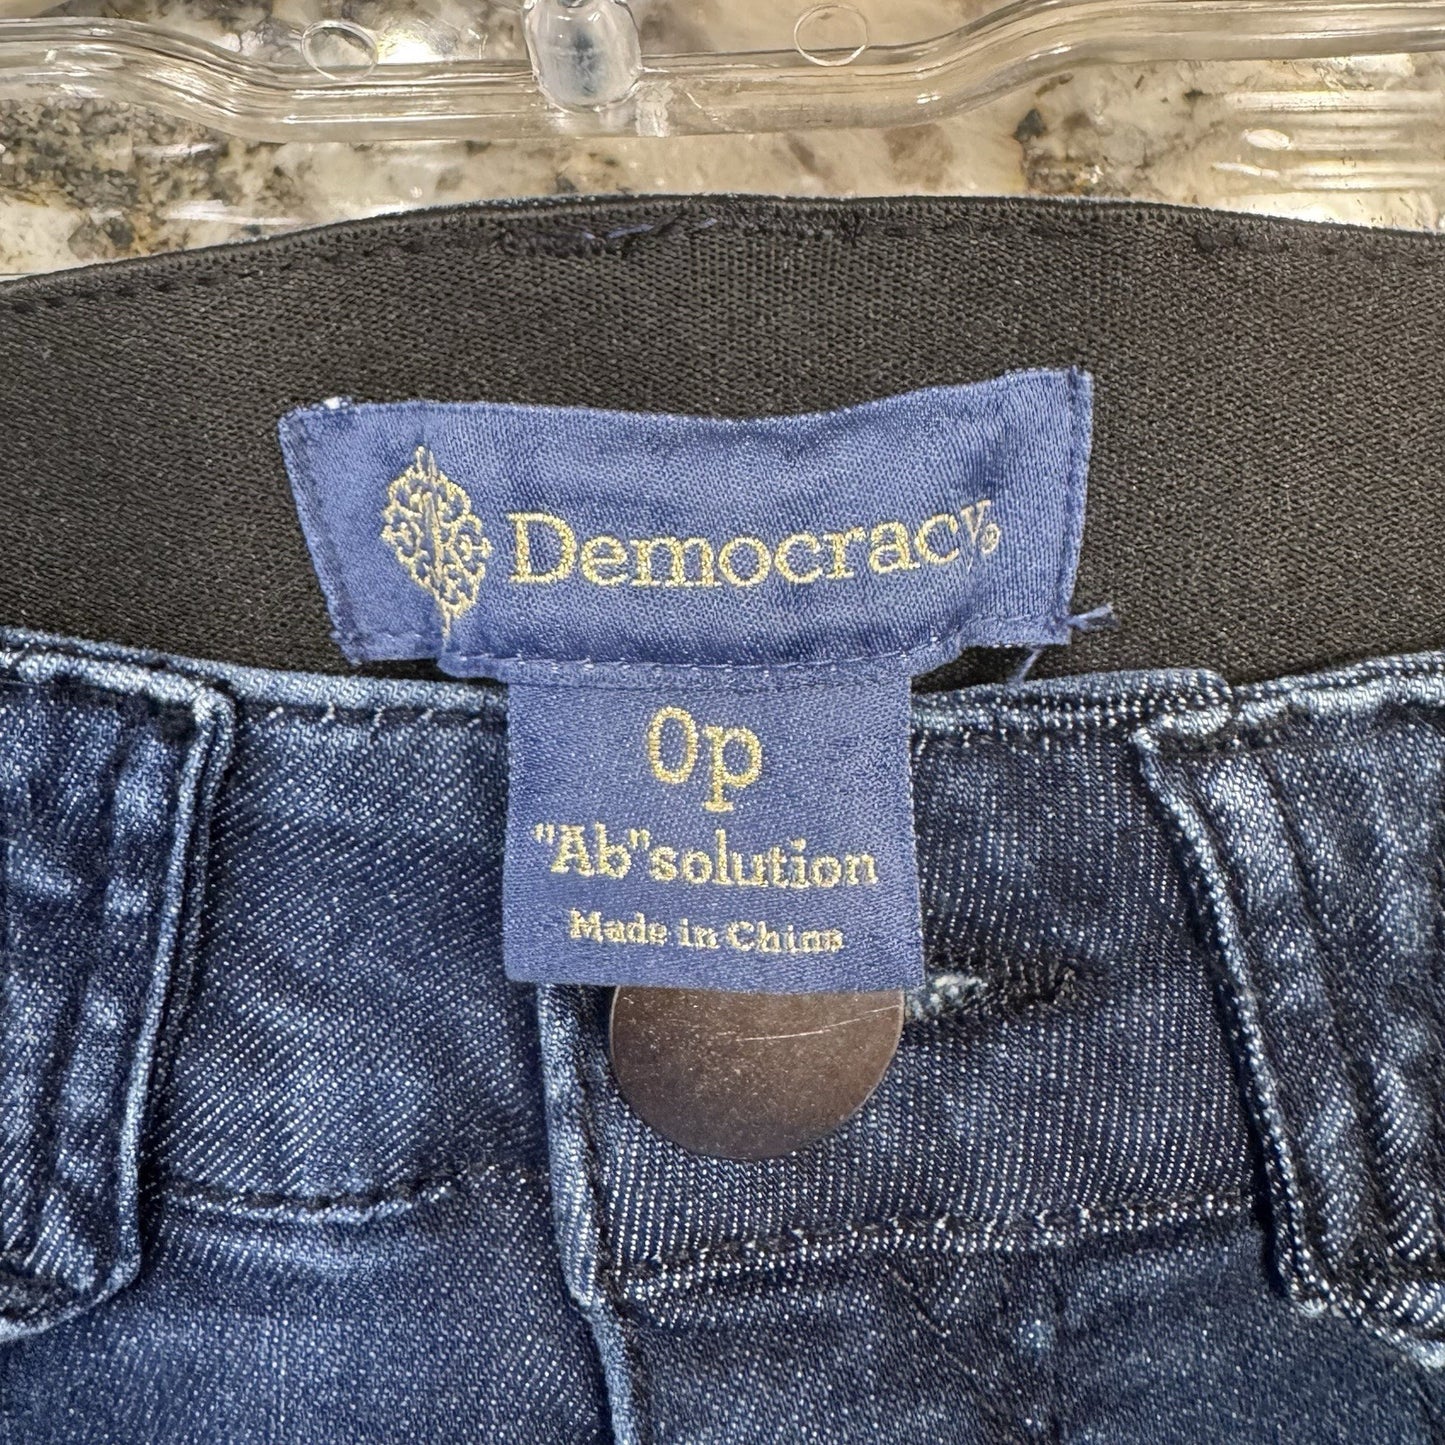 Democracy®
0p
"Ab"solution
Made in China